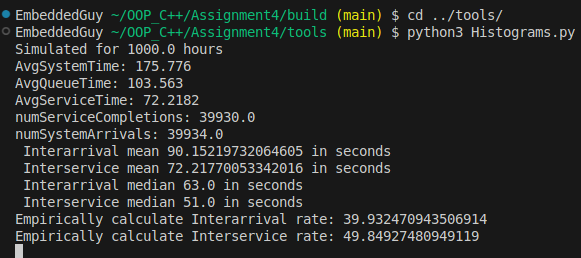 EmbeddedGuy ~/OOP_C++/Assignment4/build (main) $ cd ../tools/
EmbeddedGuy ~/OOP_C++/Assignment4/tools (main) $ python3 Histograms.py
Simulated for 1000.0 hours
AvgSystemTime: 175.776
AvgQueueTime: 103.563
AvgServiceTime: 72.2182
numServiceCompletions: 39930.0
numSystemArrivals: 39934.0
Interarrival mean 90.15219732064605 in seconds
Interservice mean 72.21770053342016 in seconds
Interarrival median 63.0 in seconds
Interservice median 51.0 in seconds
Empirically calculate Interarrival rate: 39.932470943506914
Empirically calculate Interservice rate: 49.84927480949119